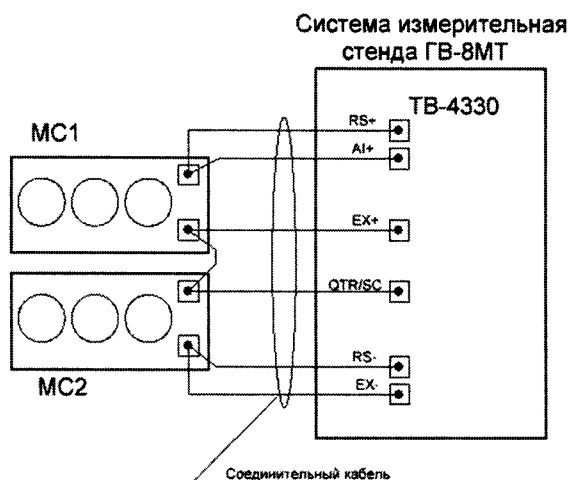 Система измерительная
стенда ГВ-8МТ
ТВ-4330
RS+
AI+
МС1
EX+
QTR/SC
RS-
EX-
МС2
Соединительный кабель